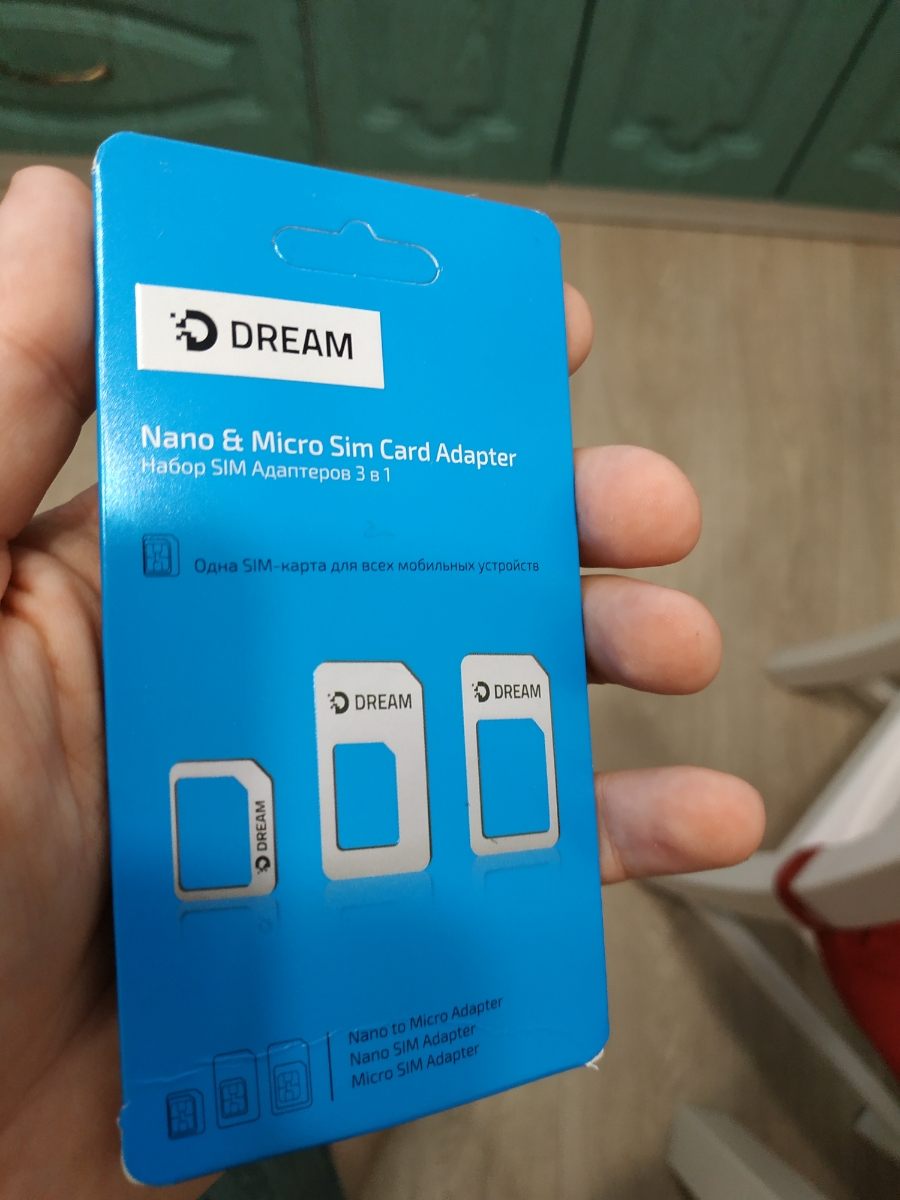 DREAM
Nano & Micro Sim Card Adapter
Набор SIM Адаптеров 3 в 1
Одна SIM-карта для всех мобильных устройств
DREAM
DREAM
DREAM
Nano to Micro Adapter
Nano SIM Adapter
Micro SIM Adapter